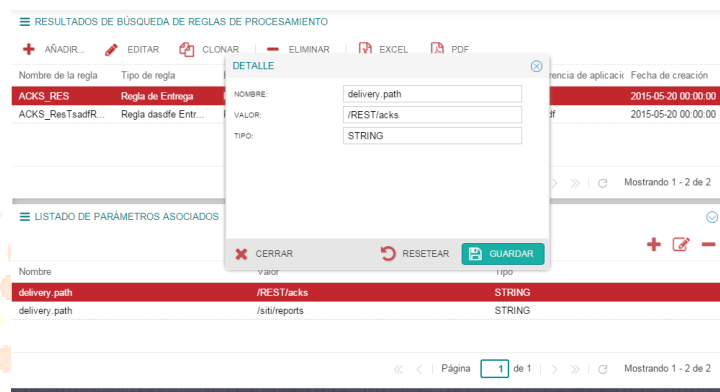 RESULTADOS DE BÚSQUEDA DE REGLAS DE PROCESAMIENTO
AÑADIR... EDITAR CLONAR ELIMINAR EXCEL PDF
Nombre de la regla Tipo de regla rencia de aplicació Fecha de creación
ACKS_RES Regla de Entrega 2015-05-20 00:00:00
ACKS_ResTsadfR... Regla dasdfe Entr... 2015-05-20 00:00:00
Mostrando 1 - 2 de 2
DETALLE
NOMBRE: delivery.path
VALOR: /REST/acks
TIPO: STRING
CERRAR RESETEAR GUARDAR
LISTADO DE PARÁMETROS ASOCIADOS
Nombre Valor Tipo
delivery.path /REST/acks STRING
delivery.path /siti/reports STRING
Página 1 de 1 Mostrando 1 - 2 de 2